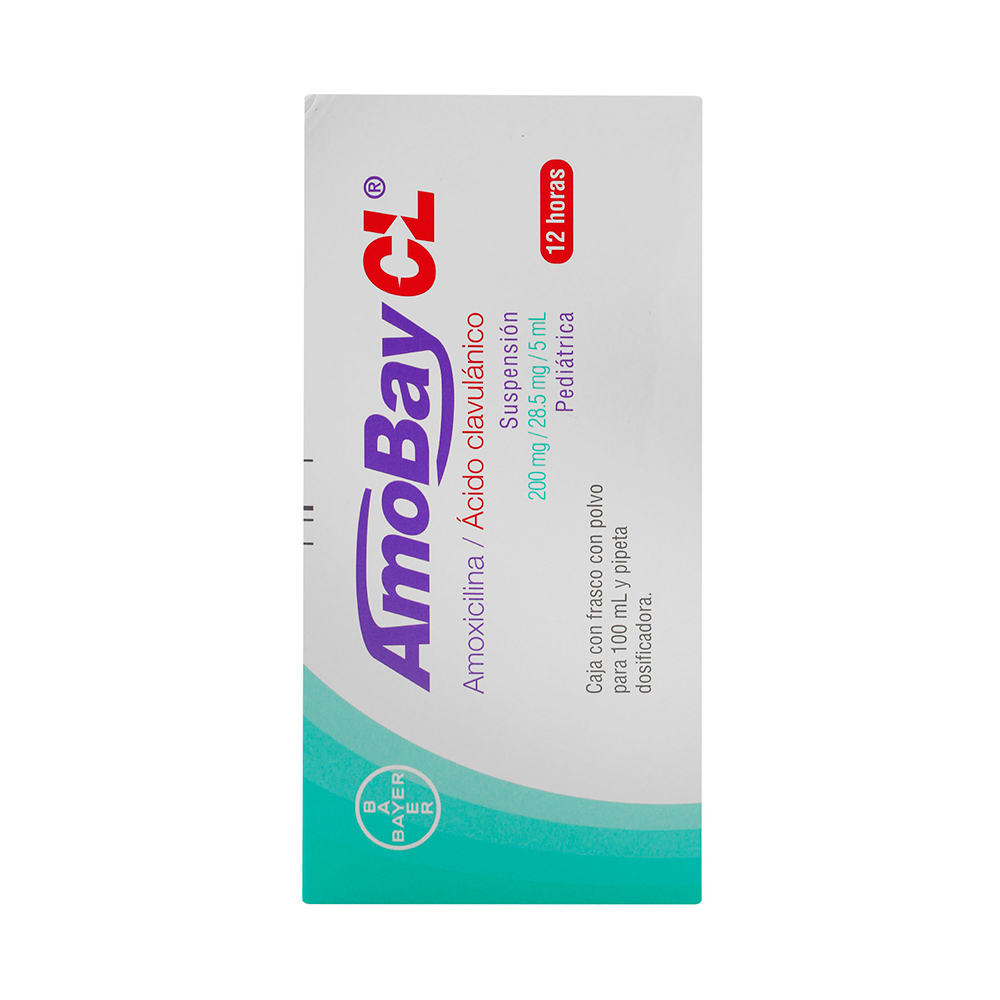 AmoBay CL®
Amoxicilina / Ácido clavulánico
Suspensión
200 mg / 28.5 mg / 5 mL
Pediátrica
12 horas
Caja con frasco con polvo
para 100 mL y pipeta
dosificadora.
BAYER
BAYER